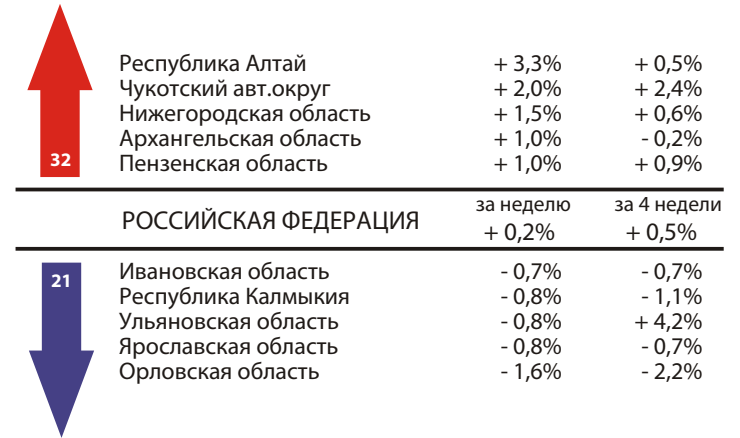 Республика Алтай + 3,3% + 0,5%
Чукотский авт.округ + 2,0% + 2,4%
Нижегородская область + 1,5% + 0,6%
Архангельская область + 1,0% - 0,2%
32 Пензенская область + 1,0% + 0,9%
за неделю за 4 недели
РОССИЙСКАЯ ФЕДЕРАЦИЯ + 0,2% + 0,5%
21 Ивановская область - 0,7% - 0,7%
Республика Калмыкия - 0,8% - 1,1%
Ульяновская область - 0,8% + 4,2%
Ярославская область - 0,8% - 0,7%
Орловская область - 1,6% - 2,2%